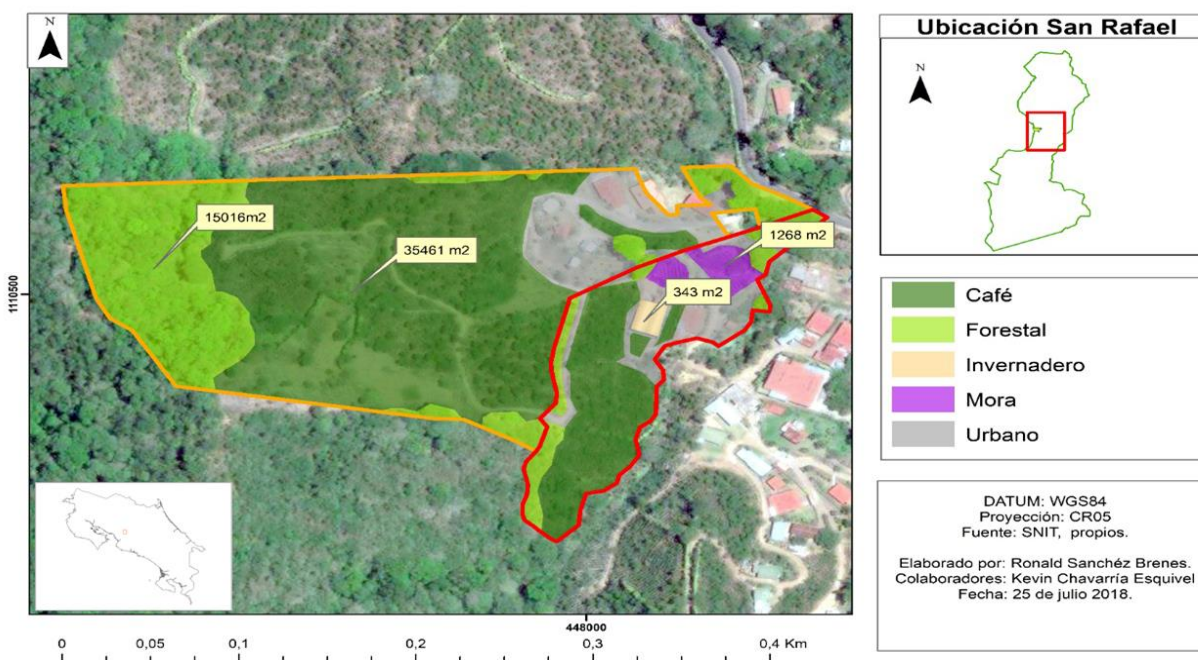 N
15016m2
35461 m2
1268 m2
343 m2
1110500
448000
0 0,05 0,1 0,2 0,3 0,4 Km
Ubicación San Rafael
N
Café
Forestal
Invernadero
Mora
Urbano
DATUM: WGS84
Proyección: CR05
Fuente: SNIT, propios.
Elaborado por: Ronald Sanchéz Brenes.
Colaboradores: Kevin Chavarría Esquivel
Fecha: 25 de julio 2018.